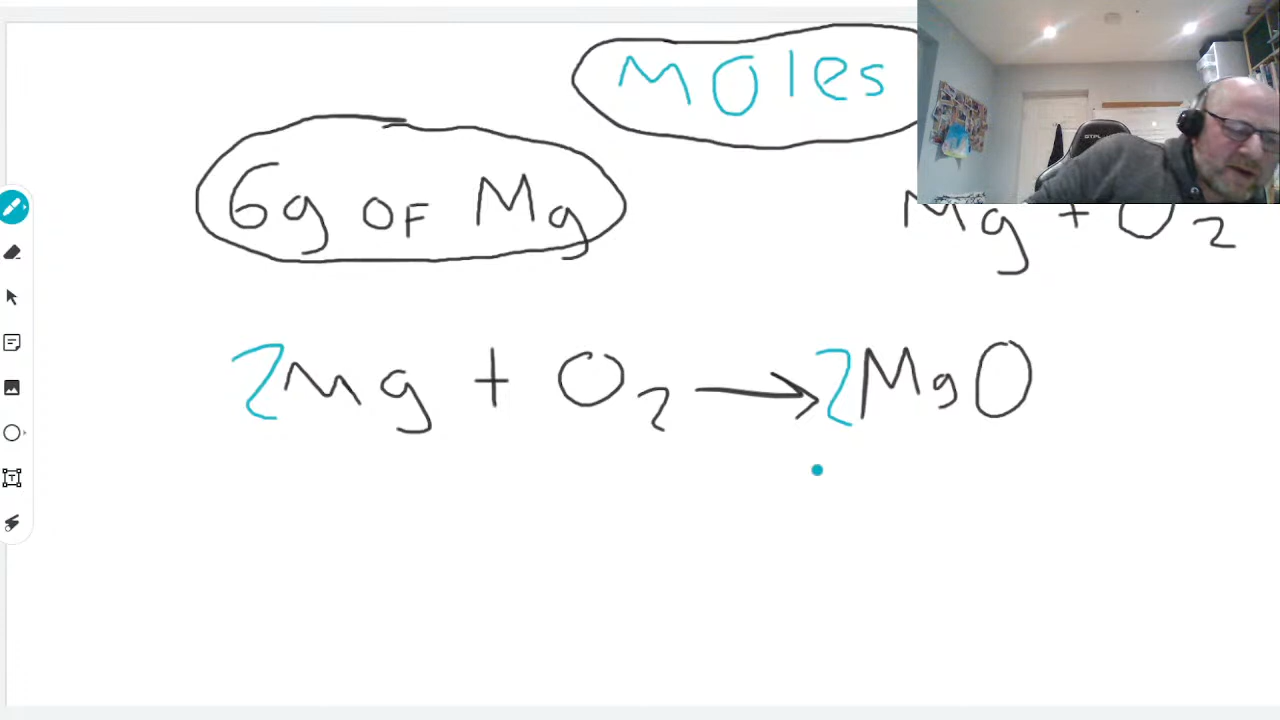 Moles
6g OF Mg
Mg + O2
2Mg + O2 → 2MgO